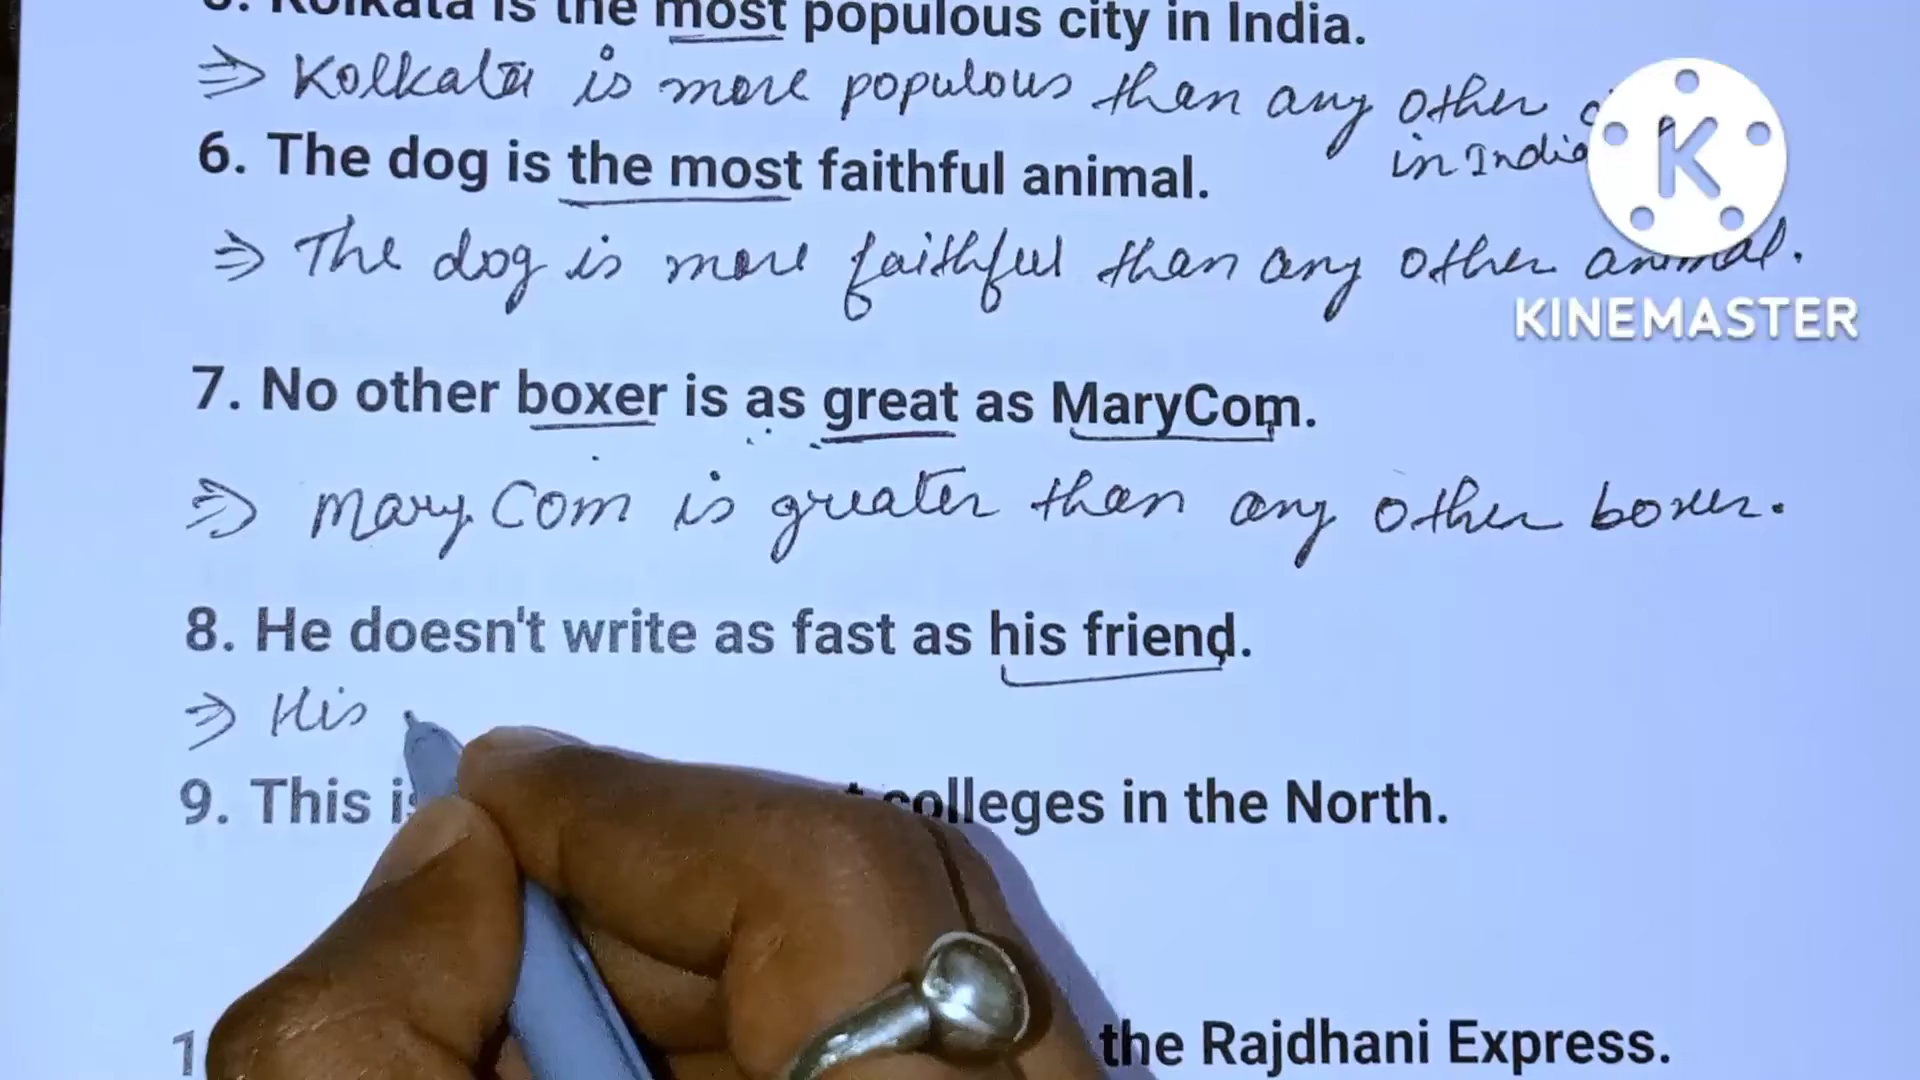 Kolkata is the most populous city in India.
⇒ Kolkata is more populous than any other
in India
6. The dog is the most faithful animal.
⇒ The dog is more faithful than any other animal.
KINEMASTER
7. No other boxer is as great as MaryCom.
⇒ Mary Com is greater than any other boxer.
8. He doesn't write as fast as his friend.
⇒ His
9. This is colleges in the North.
the Rajdhani Express.